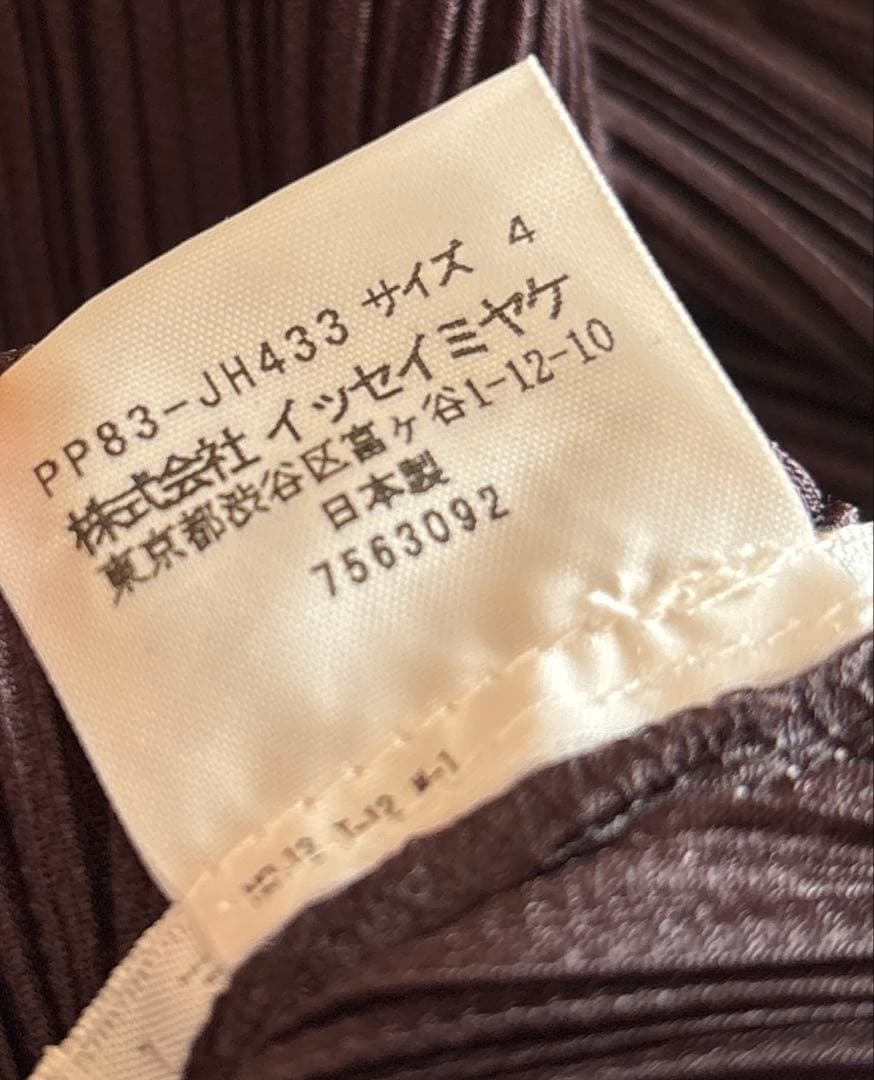 PP83-JH433 サイズ 4
株式会社 イッセイミヤケ
東京都渋谷区富ヶ谷1-12-10
日本製
7563092